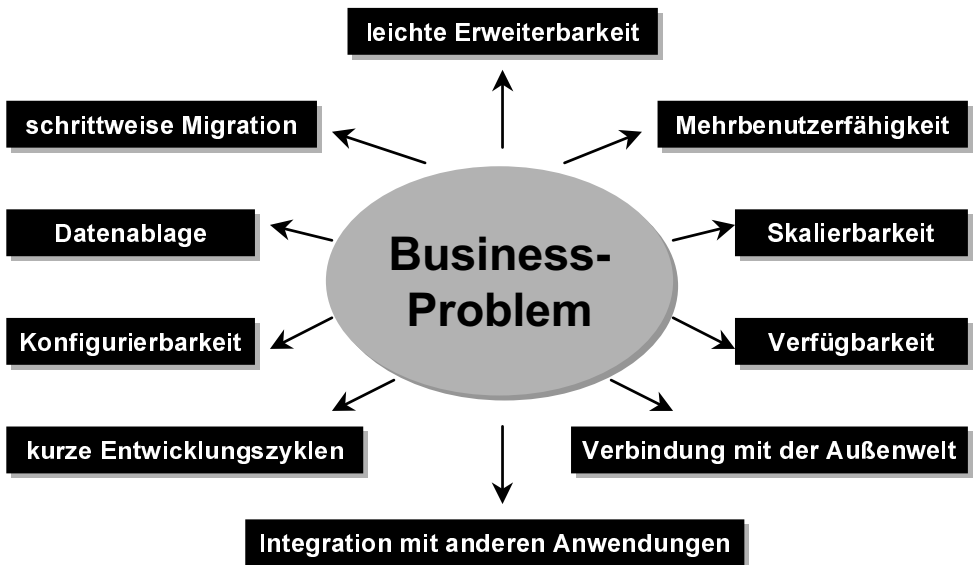 leichte Erweiterbarkeit
schrittweise Migration
Mehrbenutzerfähigkeit
Datenablage
Business-
Problem
Skalierbarkeit
Konfigurierbarkeit
Verfügbarkeit
kurze Entwicklungszyklen
Verbindung mit der Außenwelt
Integration mit anderen Anwendungen